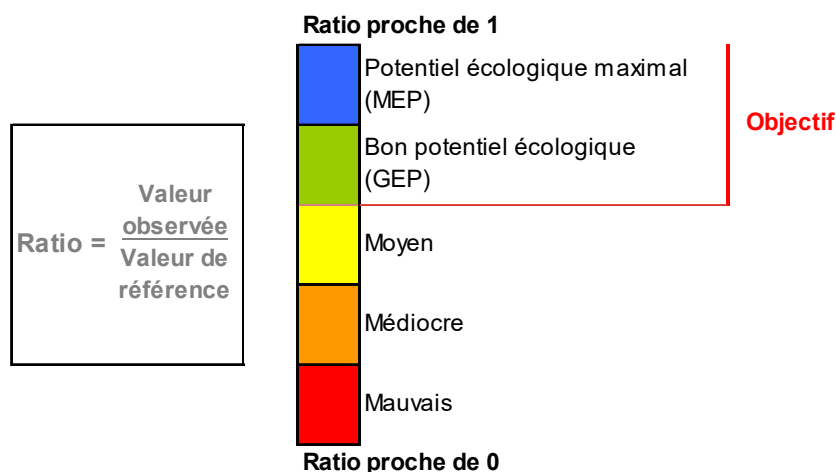 Ratio proche de 1
Potentiel écologique maximal
(MEP)
Objectif
Bon potentiel écologique
(GEP)
Valeur
observée
Ratio =
Valeur de
référence
Moyen
Médiocre
Mauvais
Ratio proche de 0